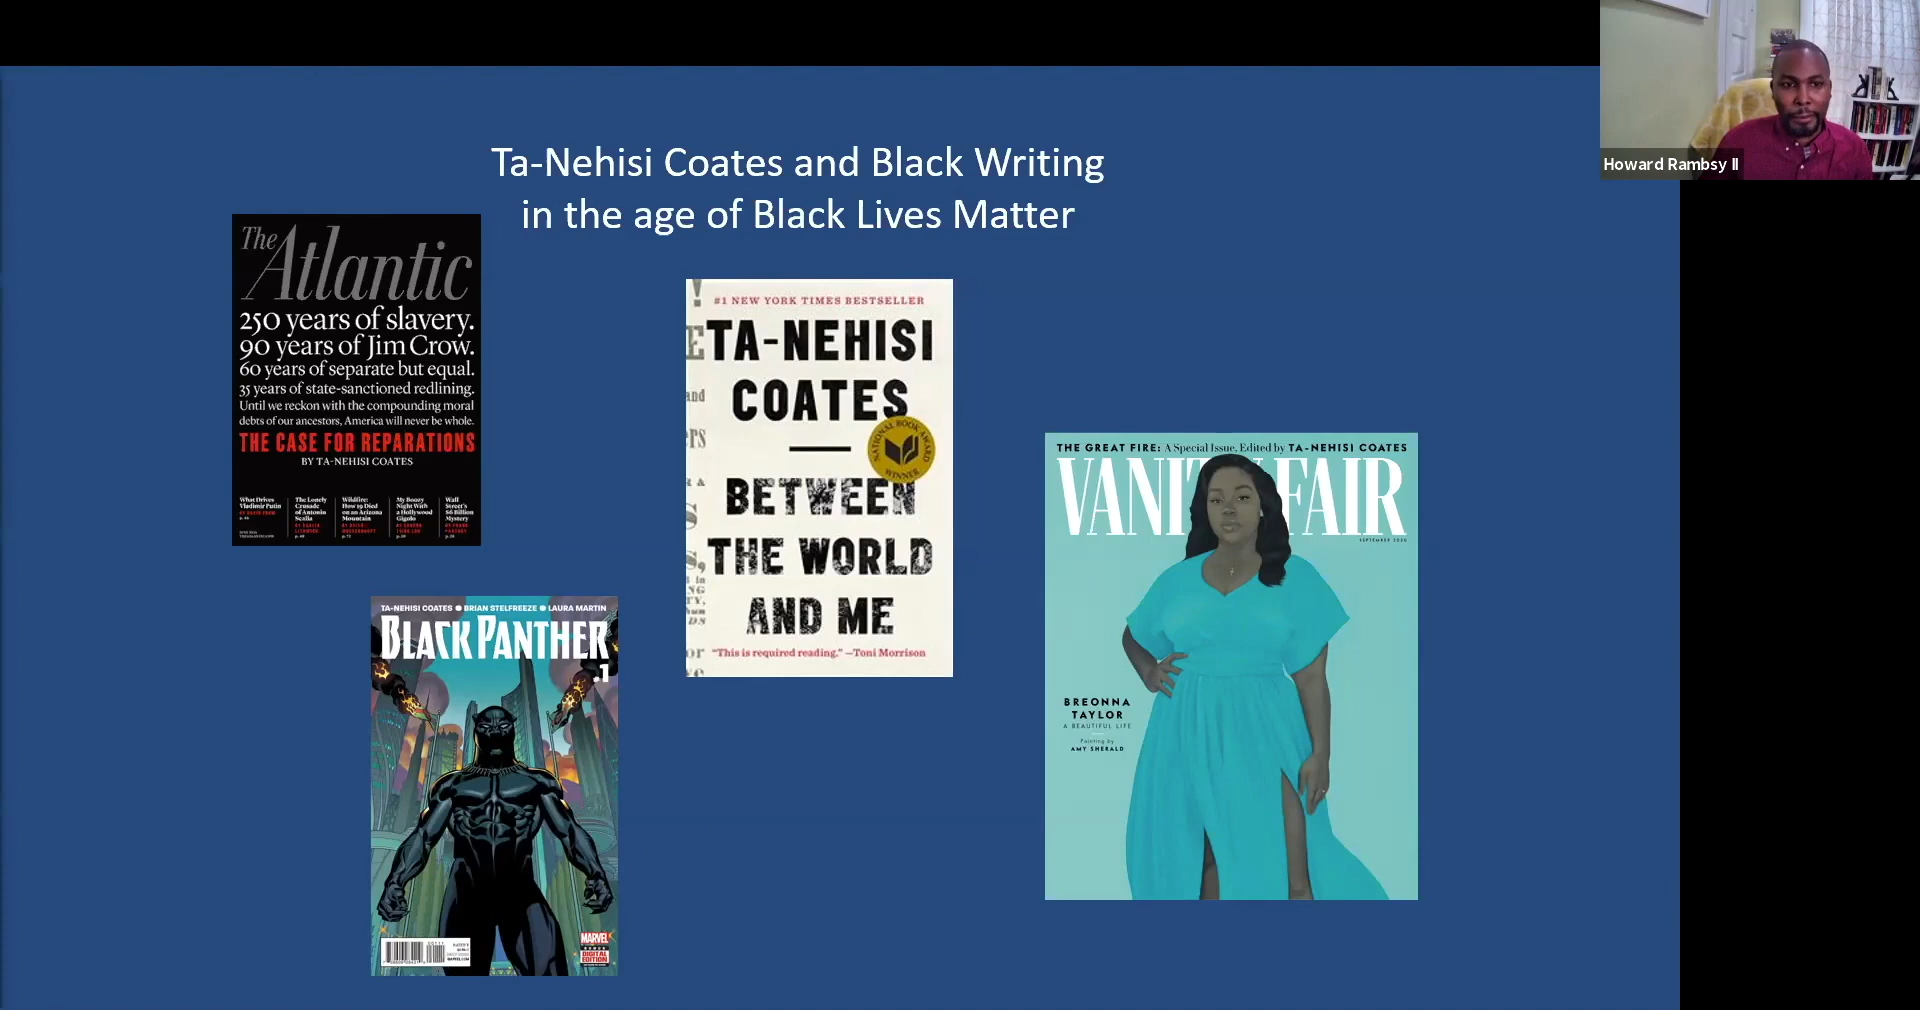 Howard Rambsy II
Ta-Nehisi Coates and Black Writing
in the age of Black Lives Matter
The
Atlantic
250 years of slavery.
90 years of Jim Crow.
60 years of separate but equal.
35 years of state-sanctioned redlining.
Until we reckon with the compounding moral
debts of our ancestors, America will never be whole.
THE CASE FOR REPARATIONS
BY TA-NEHISI COATES
What Drives
Vladimir Putin
The Lonely
Crusade
of Antonin
Scalia
Wildfire:
How 19 Died
on an Arizona
Mountain
My Boozy
Night With
a Hollywood
Gigolo
Wall
Street's
$6 Billion
Mystery
#1 NEW YORK TIMES BESTSELLER
TA-NEHISI
COATES
NATIONAL BOOK AWARD
WINNER
BETWEEN
THE WORLD
AND ME
"This is required reading." —Toni Morrison
TA-NEHISI COATES ● BRIAN STELFREEZE ● LAURA MARTIN
BLACK PANTHER
.1
MARVEL
DIGITAL
EDITION
THE GREAT FIRE: A Special Issue, Edited by TA-NEHISI COATES
VANITY FAIR
SEPTEMBER 2020
BREONNA
TAYLOR
A BEAUTIFUL LIFE
Painting by
AMY SHERALD